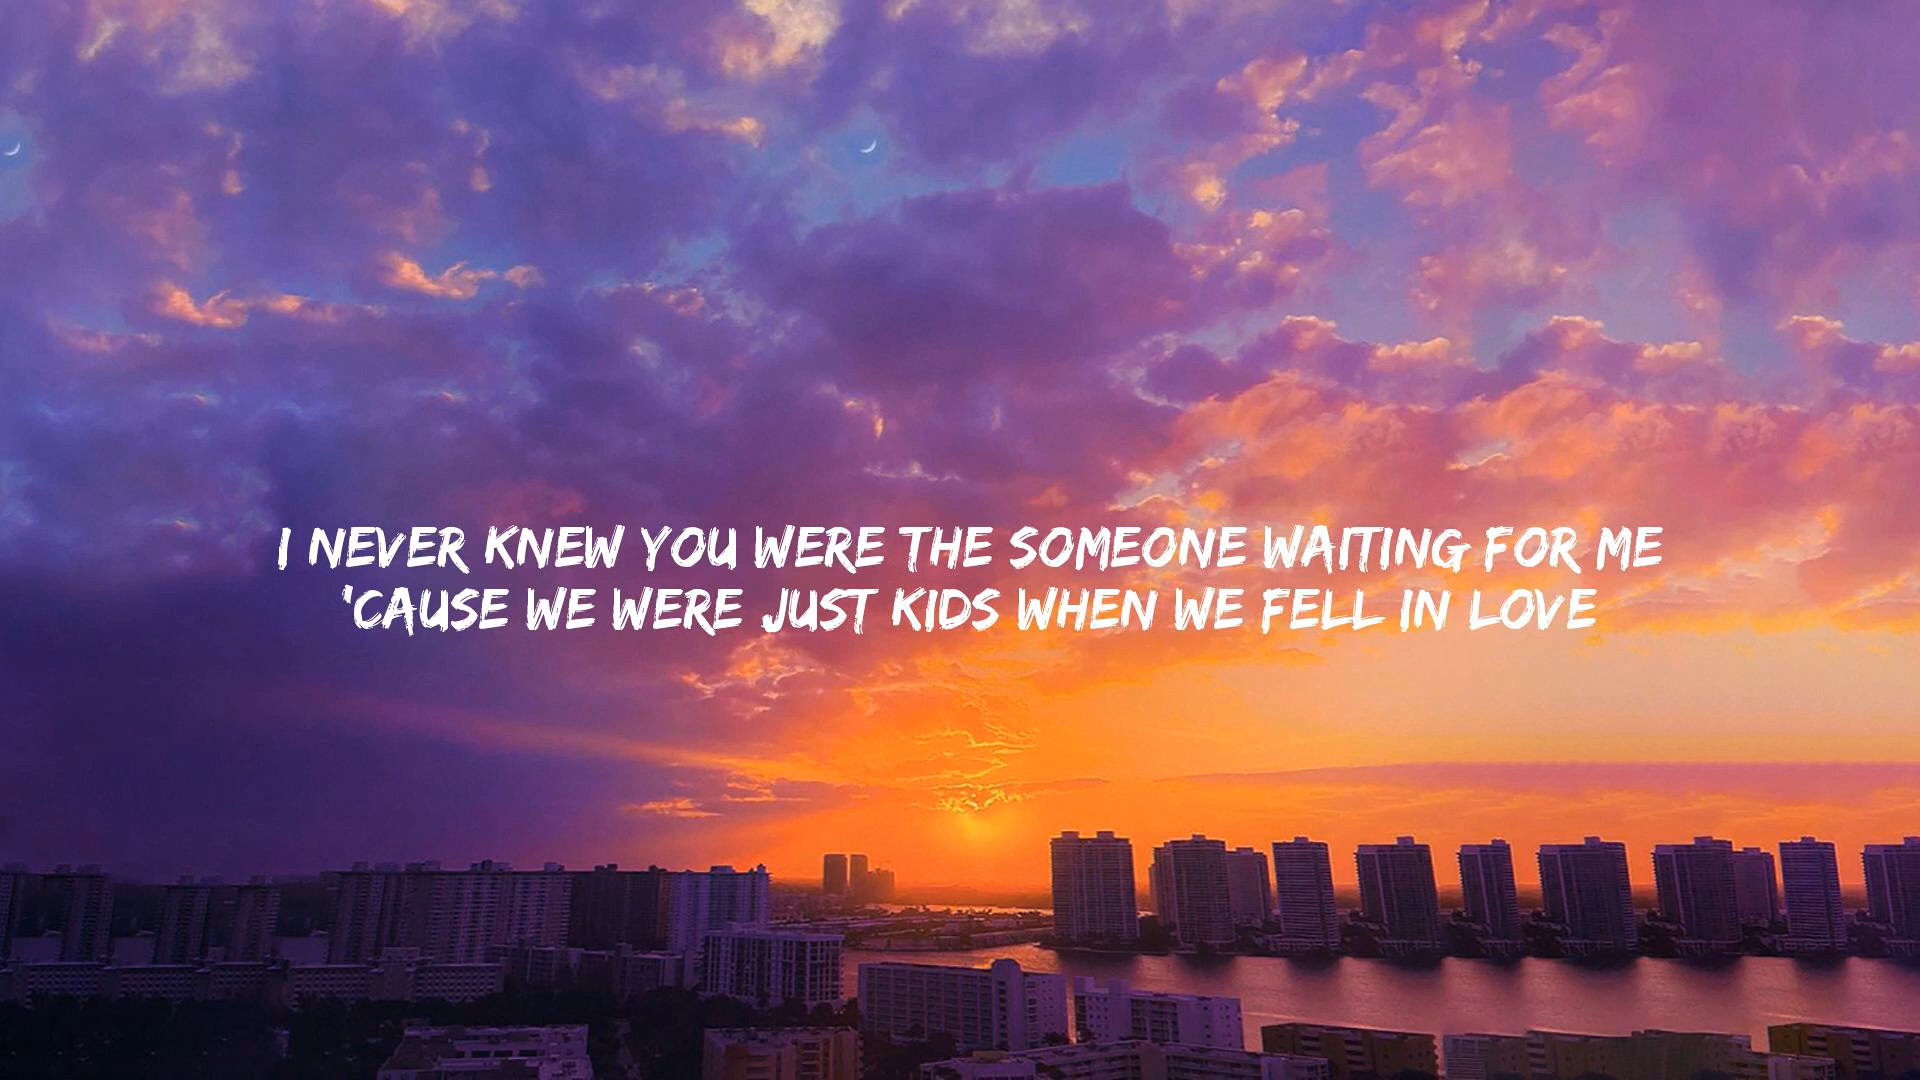 I NEVER KNEW YOU WERE THE SOMEONE WAITING FOR ME
'CAUSE WE WERE JUST KIDS WHEN WE FELL IN LOVE